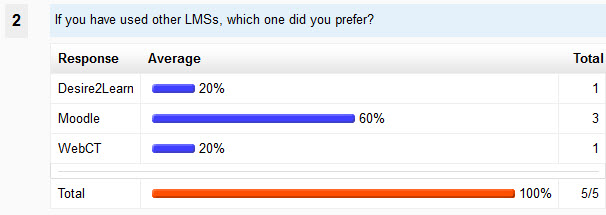 2 If you have used other LMSs, which one did you prefer?
Response Average Total
Desire2Learn 20% 1
Moodle 60% 3
WebCT 20% 1
Total 100% 5/5